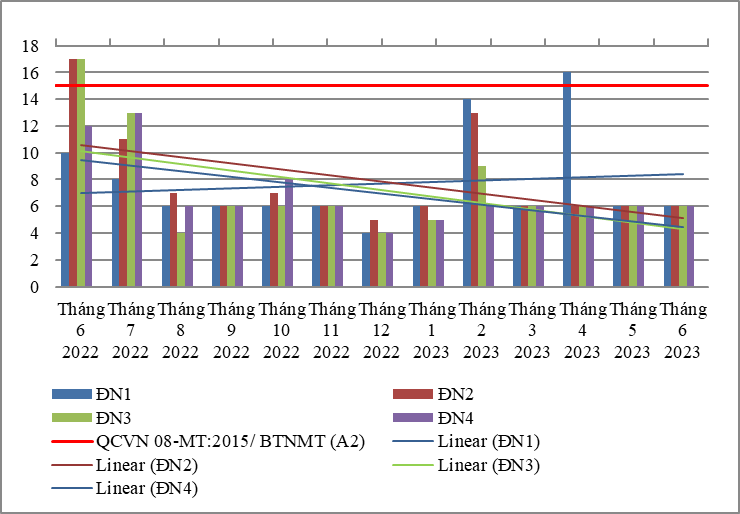 18
16
14
12
10
8
6
4
2
0
Tháng Tháng Tháng Tháng Tháng Tháng Tháng Tháng Tháng Tháng Tháng Tháng Tháng
6 7 8 9 10 11 12 1 2 3 4 5 6
2022 2022 2022 2022 2022 2022 2022 2023 2023 2023 2023 2023 2023
ĐN1 ĐN2
ĐN3 ĐN4
QCVN 08-MT:2015/ BTNMT (A2) Linear (ĐN1)
Linear (ĐN2) Linear (ĐN3)
Linear (ĐN4)